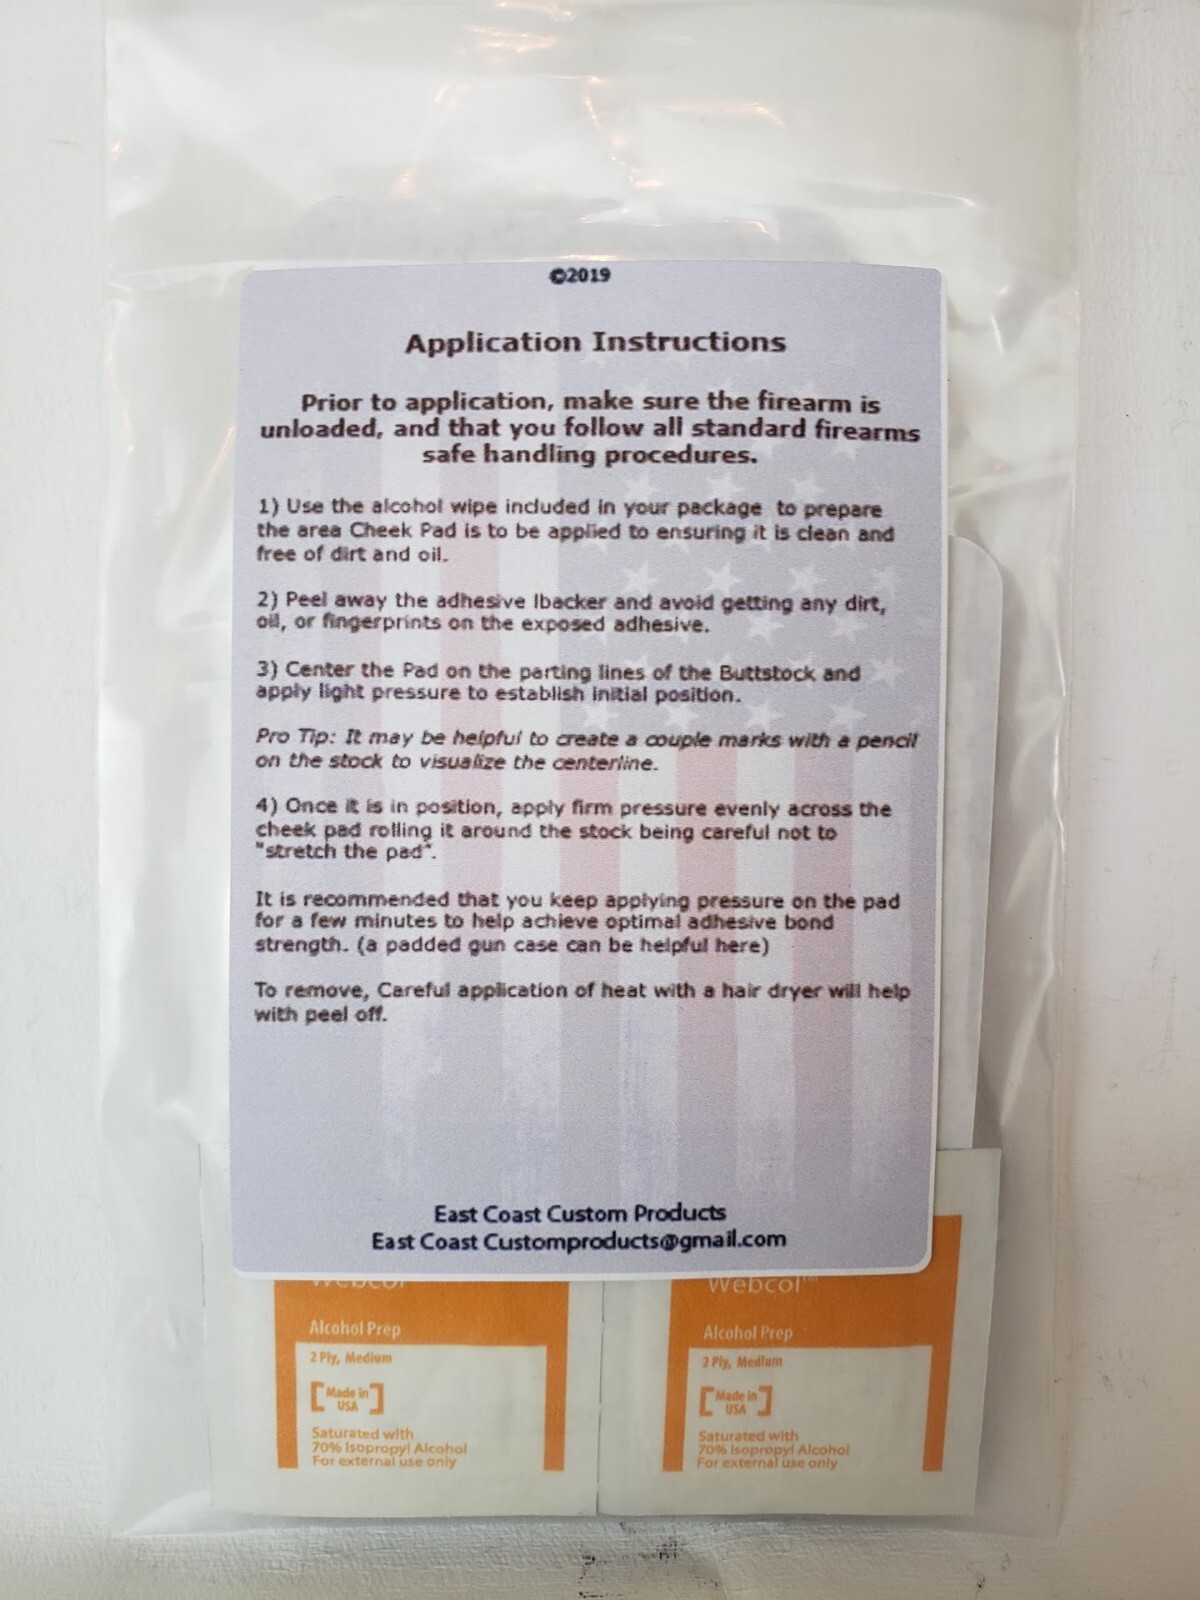 ©2019
Application Instructions
Prior to application, make sure the firearm is
unloaded, and that you follow all standard firearms
safe handling procedures.
1) Use the alcohol wipe included in your package to prepare
the area Cheek Pad is to be applied to ensuring it is clean and
free of dirt and oil.
2) Peel away the adhesive lbacker and avoid getting any dirt,
oil, or fingerprints on the exposed adhesive.
3) Center the Pad on the parting lines of the Buttstock and
apply light pressure to establish initial position.
Pro Tip: It may be helpful to create a couple marks with a pencil
on the stock to visualize the centerline.
4) Once it is in position, apply firm pressure evenly across the
cheek pad rolling it around the stock being careful not to
"stretch the pad".
It is recommended that you keep applying pressure on the pad
for a few minutes to help achieve optimal adhesive bond
strength. (a padded gun case can be helpful here)
To remove, Careful application of heat with a hair dryer will help
with peel off.
East Coast Custom Products
East Coast Customproducts@gmail.com
Webcol
Alcohol Prep
2 Ply, Medium
Made in
USA
Saturated with
70% Isopropyl Alcohol
For external use only
Webcol™
Alcohol Prep
2 Ply, Medium
Made in
USA
Saturated with
70% Isopropyl Alcohol
For external use only